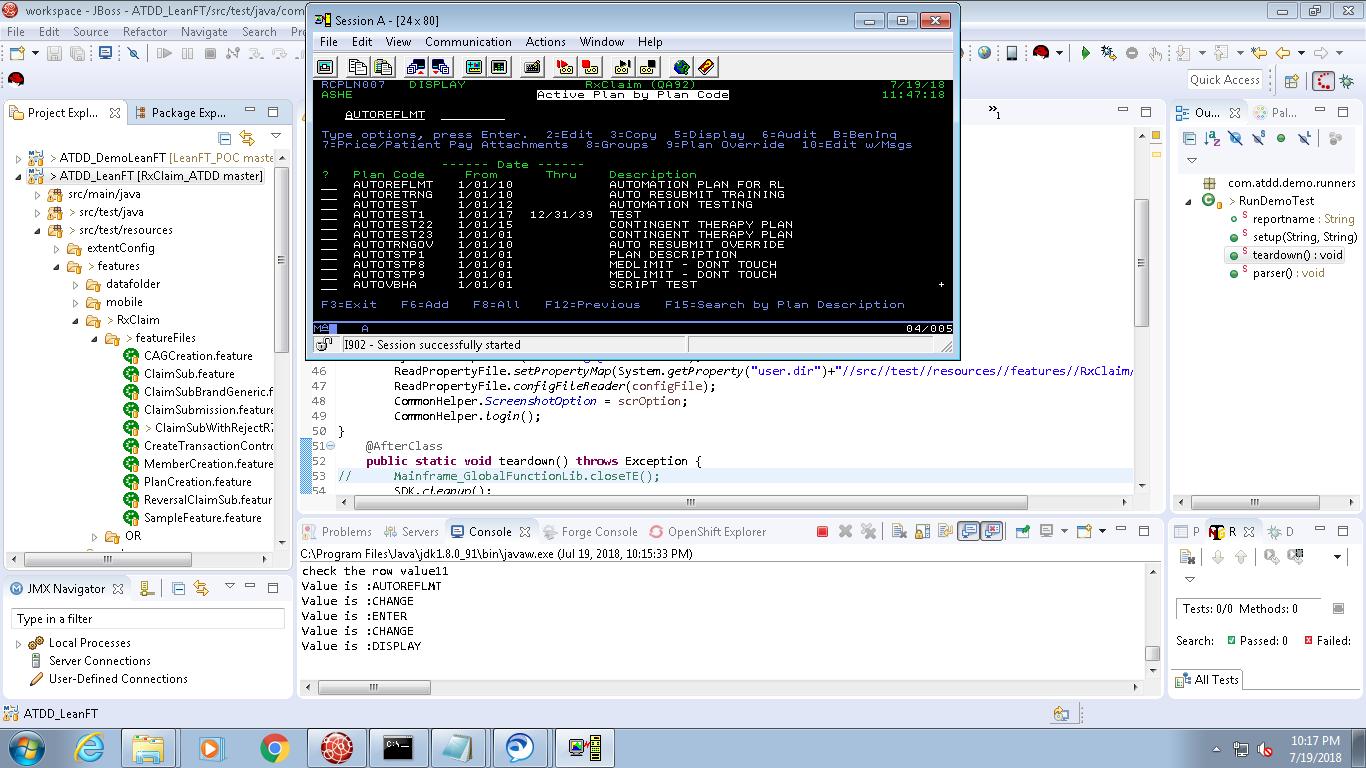 workspace - JBoss - ATDD_LeanFT/src/test/java/com
File Edit Source Refactor Navigate Search
Quick Access
Session A - [24 x 80]
File Edit View Communication Actions Window Help
RCPLN007 DISPLAY RxClaim (QA92) 7/19/18
ASHE Active Plan by Plan Code 11:47:18
AUTOREFLMT
Type options, press Enter. 2=Edit 3=Copy 5=Display 6=Audit B=BenInq
7=Price/Patient Pay Attachments 8=Groups 9=Plan Override 10=Edit w/Msgs
------ Date ------
? Plan Code From Thru Description
AUTOREFLMT 1/01/10 AUTOMATION PLAN FOR RL
AUTORETRNG 1/01/10 AUTO RESUBMIT TRAINING
AUTOTEST 1/01/12 AUTOMATION TESTING
AUTOTEST1 1/01/17 12/31/39 TEST
AUTOTEST22 1/01/15 CONTINGENT THERAPY PLAN
AUTOTEST23 1/01/01 CONTINGENT THERAPY PLAN
AUTOTRNGOV 1/01/10 AUTO RESUBMIT OVERRIDE
AUTOTSTP1 1/01/01 PLAN DESCRIPTION
AUTOTSTP8 1/01/01 MEDLIMIT - DONT TOUCH
AUTOTSTP9 1/01/01 MEDLIMIT - DONT TOUCH
AUTOVBHA 1/01/01 SCRIPT TEST +
F3=Exit F6=Add F8=All F12=Previous F15=Search by Plan Description
MA A 04/005
I902 - Session successfully started
Project Expl... Package Exp...
> ATDD_DemoLeanFT [LeanFT_POC maste
> ATDD_LeanFT [RxClaim_ATDD master]
src/main/java
> src/test/java
> src/test/resources
extentConfig
> features
datafolder
mobile
> RxClaim
> featureFiles
CAGCreation.feature
ClaimSub.feature
ClaimSubBrandGeneric.f
ClaimSubmission.feature
> ClaimSubWithRejectR7
CreateTransactionContro
MemberCreation.feature
PlanCreation.feature
ReversalClaimSub.featur
SampleFeature.feature
OR
46 ReadPropertyFile.setPropertyMap(System.getProperty("user.dir")+"//src//test//resources//features//RxClaim/
47 ReadPropertyFile.configFileReader(configFile);
48 CommonHelper.ScreenshotOption = scrOption;
49 CommonHelper.login();
50 }
51 @AfterClass
52 public static void teardown() throws Exception {
53 // Mainframe_GlobalFunctionLib.closeTE();
54 SDK.cleanup();
Ou... Pal...
com.atdd.demo.runners
> RunDemoTest
reportname : String
setup(String, String)
teardown() : void
parser() : void
Problems Servers Console Forge Console OpenShift Explorer
C:\Program Files\Java\jdk1.8.0_91\bin\javaw.exe (Jul 19, 2018, 10:15:33 PM)
check the row value11
Value is :AUTOREFLMT
Value is :CHANGE
Value is :ENTER
Value is :CHANGE
Value is :DISPLAY
P R D
Tests: 0/0 Methods: 0
Search: Passed: 0 Failed:
All Tests
JMX Navigator
Type in a filter
Local Processes
Server Connections
User-Defined Connections
ATDD_LeanFT
10:17 PM
7/19/2018